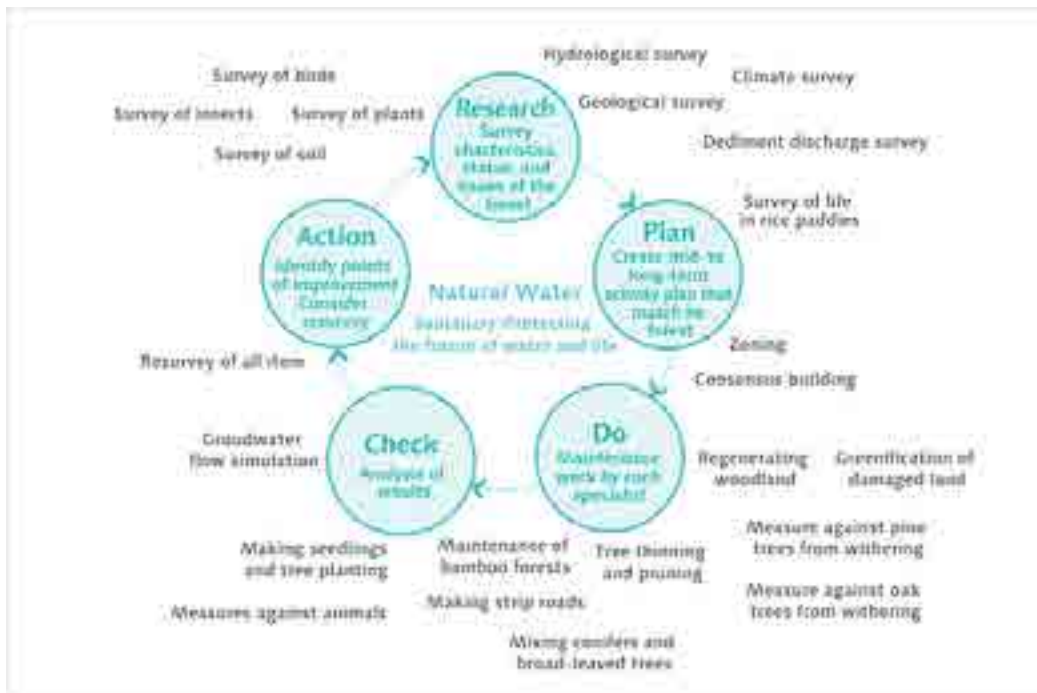 Hydrological survey
Climate survey
Survey of birds
Geological survey
Survey of insects
Survey of plants
Dediment discharge survey
Survey of soil
Research
Survey
status, and
issues of the
forest
Survey of life
in rice paddies
Plan
Create mid- to
long-term
activity plan that
match he
forest
Action
Identify points
of improvement
Consider
Natural Water
Sanctuary Protecting
the future of water and life
Zoning
Consensus building
Resurvey of all item
Do
Maintenance
work by each
specialist
Check
Analysis of
results
Groudwater
flow simulation
Regenerating
woodland
Greenification of
damaged land
Measure against pine
trees from withering
Measure against oak
trees from withering
Tree thinning
and pruning
Maintenance of
bamboo forests
Making seedlings
and tree planting
Making strip roads
Measures against animals
Mixing conifers and
broad-leaved trees